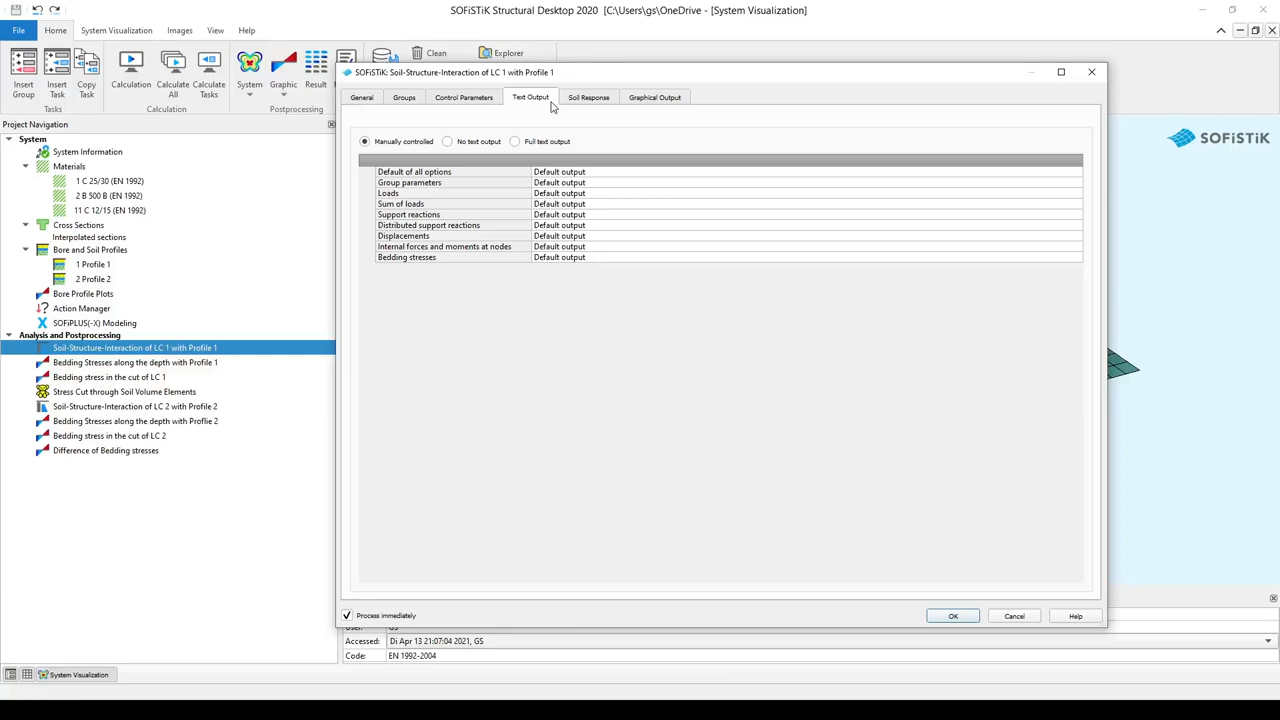 SOFiSTiK Structural Desktop 2020 [C:\Users\gs\OneDrive - [System Visualization]
File Home System Visualization Images View Help
Insert Group
Insert Task
Copy Task
Calculation
Calculate All
Calculate Tasks
System
Graphic
Result
Clean
Explorer
Tasks
Calculation
Postprocessing
SOFiSTiK: Soil-Structure-Interaction of LC 1 with Profile 1
General Groups Control Parameters Text Output Soil Response Graphical Output
Project Navigation
System
System Information
Materials
1 C 25/30 (EN 1992)
2 B 500 B (EN 1992)
11 C 12/15 (EN 1992)
Cross Sections
Interpolated sections
Bore and Soil Profiles
1 Profile 1
2 Profile 2
Bore Profile Plots
Action Manager
SOFiPLUS(-X) Modeling
Analysis and Postprocessing
Soil-Structure-Interaction of LC 1 with Profile 1
Bedding Stresses along the depth with Profile 1
Bedding stress in the cut of LC 1
Stress Cut through Soil Volume Elements
Soil-Structure-Interaction of LC 2 with Profile 2
Bedding Stresses along the depth with Proflie 2
Bedding stress in the cut of LC 2
Difference of Bedding stresses
Manually controlled No text output Full text output
Default of all options Default output
Group parameters Default output
Loads Default output
Sum of loads Default output
Support reactions Default output
Distributed support reactions Default output
Displacements Default output
Internal forces and moments at nodes Default output
Bedding stresses Default output
Process immediately OK Cancel Help
SOFiSTiK
Accessed: Di Apr 13 21:07:04 2021, GS
Code: EN 1992-2004
System Visualization